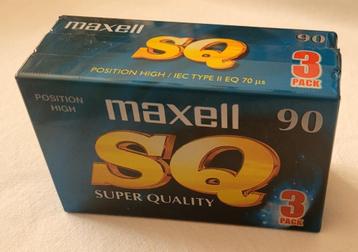 maxell
SQ
90
POSITION HIGH / IEC TYPE II EQ 70 µs
3
PACK
POSITION
HIGH
maxell
90
SQ
SUPER QUALITY
3
PACK